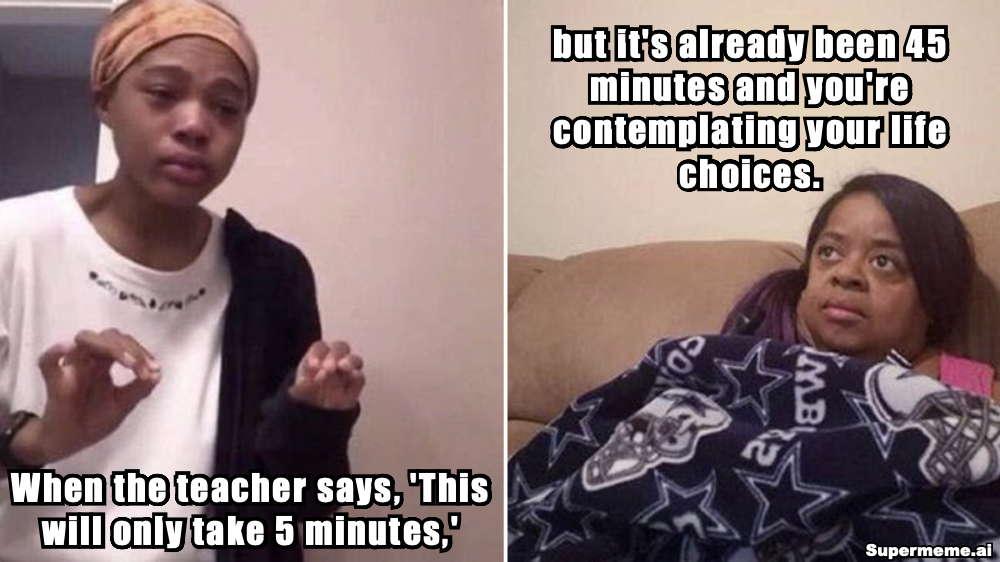 When the teacher says, 'This
will only take 5 minutes,'
but it's already been 45
minutes and you're
contemplating your life
choices.
Supermeme.ai